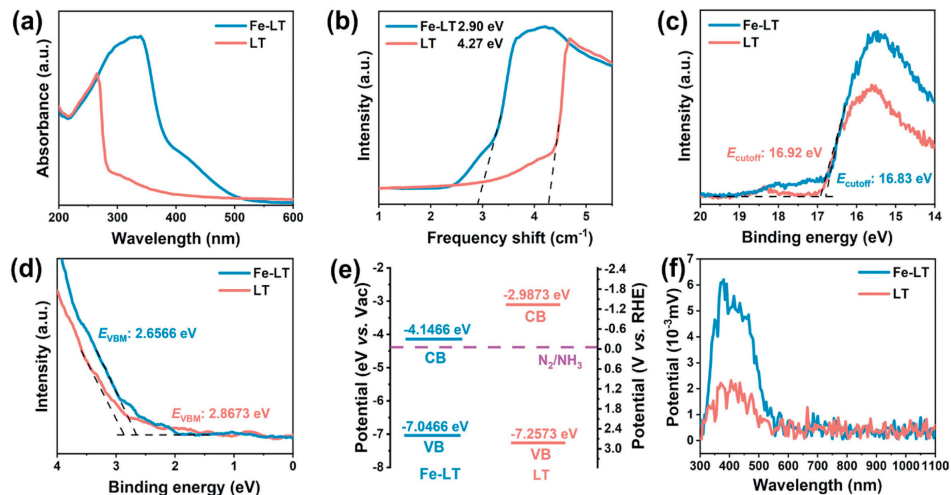 (a)
Fe-LT
LT
Absorbance (a.u.)
200 300 400 500 600
Wavelength (nm)
(b)
Fe-LT 2.90 eV
LT 4.27 eV
Intensity (a.u.)
1 2 3 4 5
Frequency shift (cm⁻¹)
(c)
Fe-LT
LT
Intensity (a.u.)
E_cutoff: 16.92 eV
E_cutoff: 16.83 eV
20 19 18 17 16 15 14
Binding energy (eV)
(d)
Fe-LT
LT
Intensity (a.u.)
E_VBM: 2.6566 eV
E_VBM: 2.8673 eV
4 3 2 1 0
Binding energy (eV)
(e)
Potential (eV vs. Vac)
-2
-3
-4
-5
-6
-7
-8
-2.9873 eV
CB
-4.1466 eV
CB
N₂/NH₃
-7.0466 eV
VB
Fe-LT
-7.2573 eV
VB
LT
-2.4
-1.8
-1.2
-0.6
0.0
0.6
1.2
1.8
2.4
3.0
Potential (V vs. RHE)
(f)
Fe-LT
LT
Potential (10⁻³mV)
7
6
5
4
3
2
1
0
300 400 500 600 700 800 900 1000 1100
Wavelength (nm)